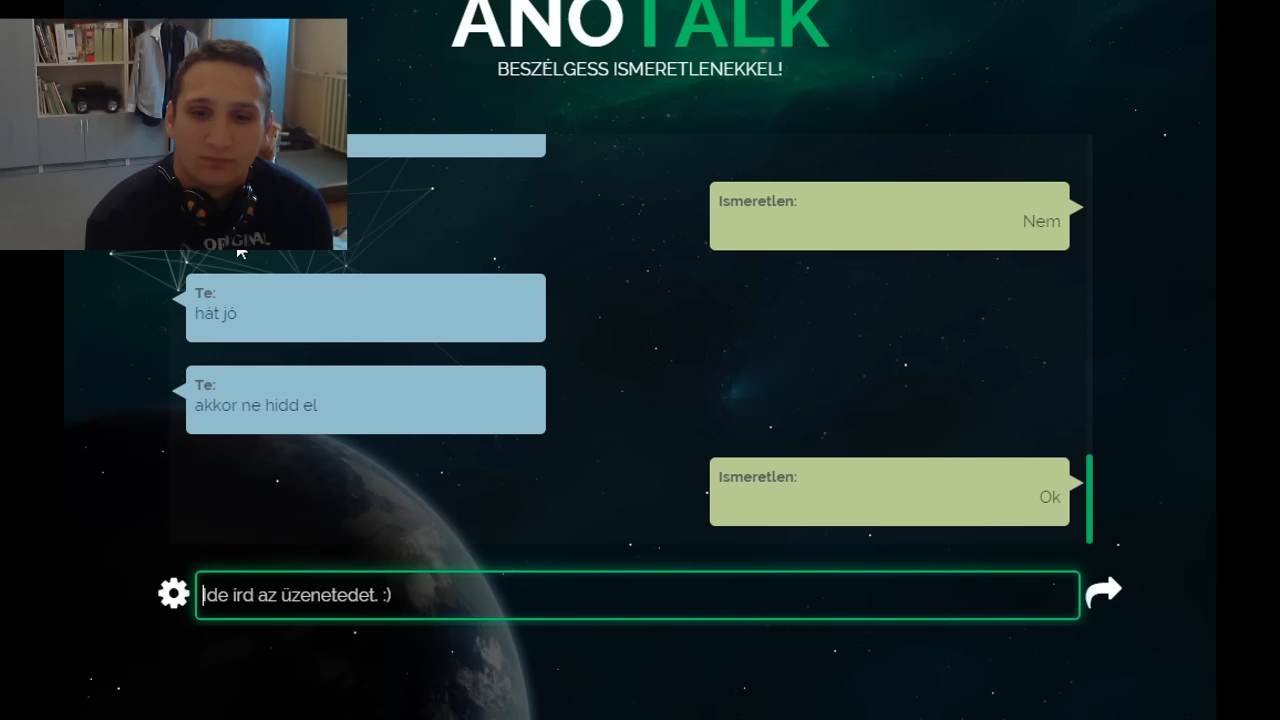 ANOTALK
BESZÉLGESS ISMERETLENEKKEL!
Ismeretlen:
Nem
Te:
hát jó
Te:
akkor ne hidd el
Ismeretlen:
Ok
Ide írd az üzenetedet. :)
ORIGINAL